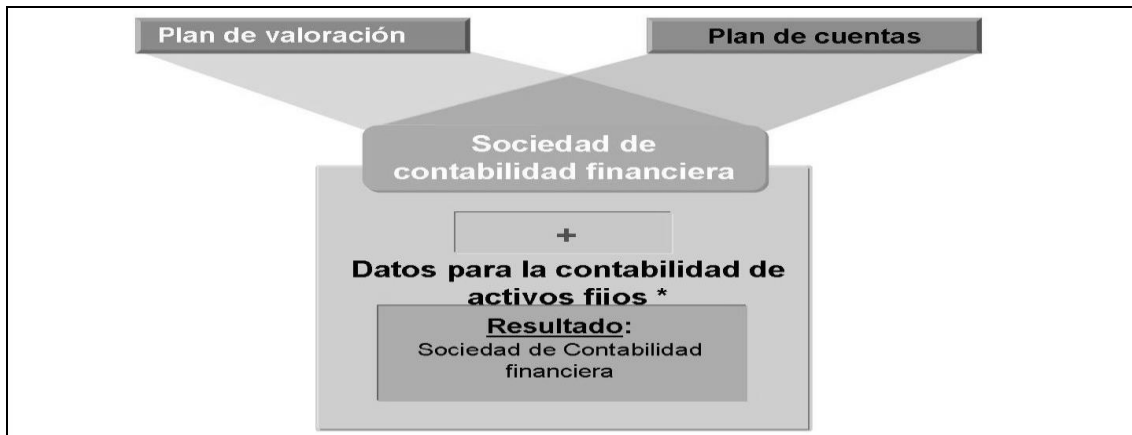 Plan de valoración
Plan de cuentas
Sociedad de
contabilidad financiera
+
Datos para la contabilidad de
activos fiios *
Resultado:
Sociedad de Contabilidad
financiera